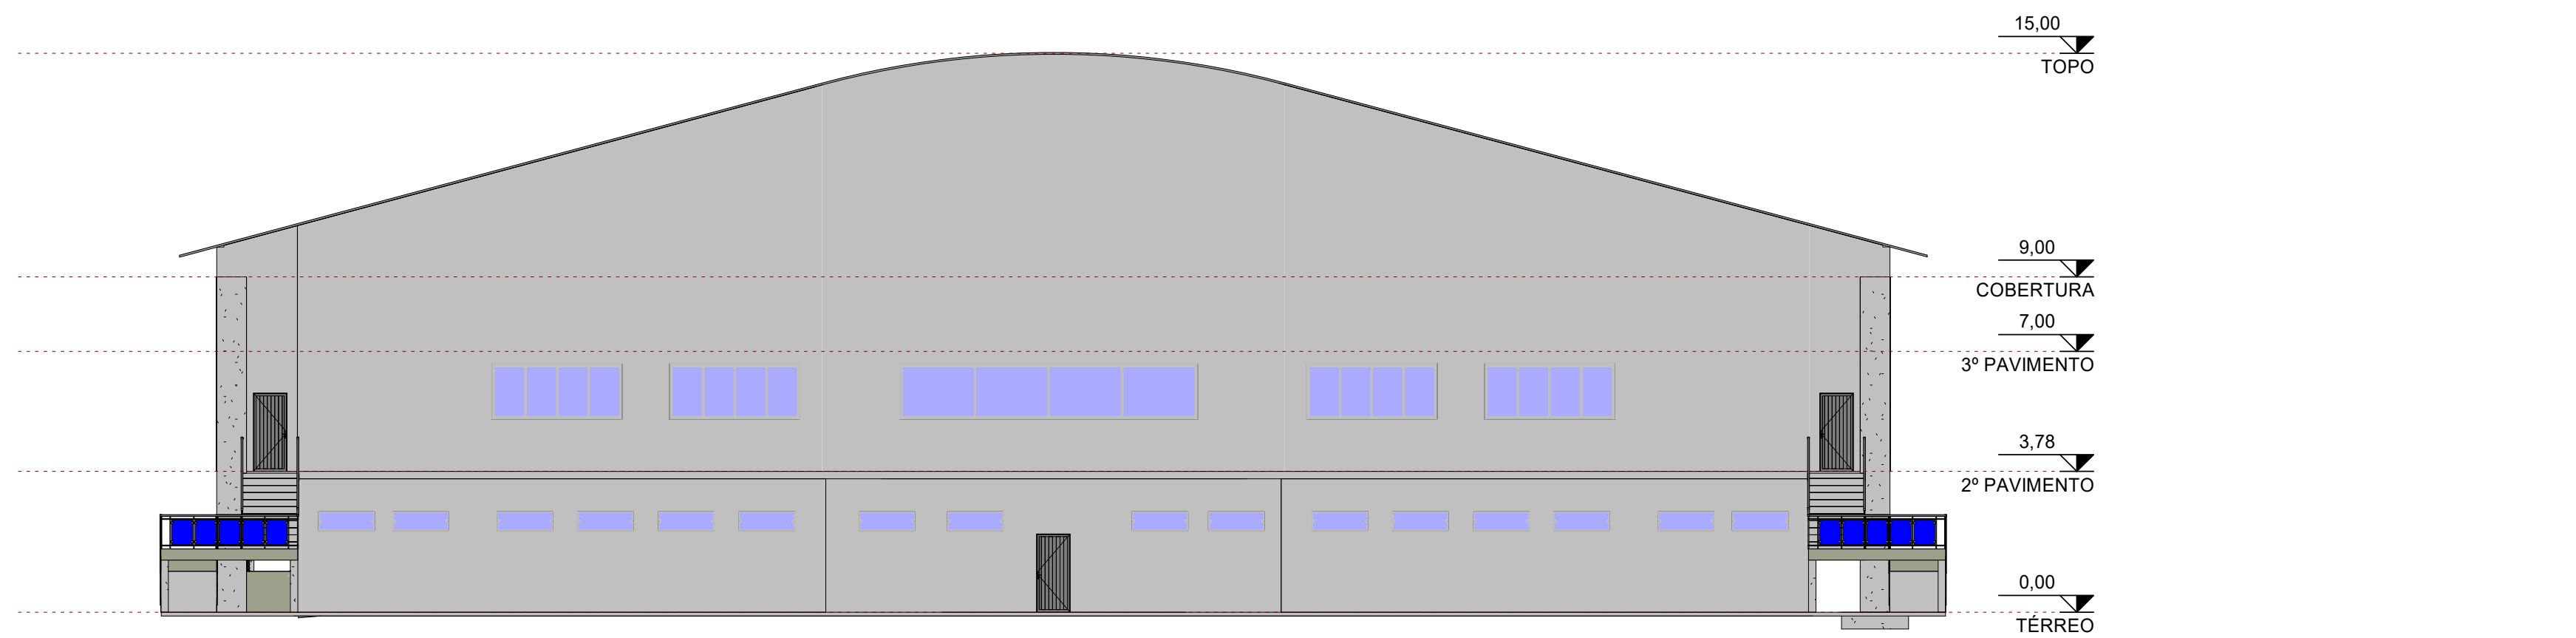 15,00
TOPO
9,00
COBERTURA
7,00
3º PAVIMENTO
3,78
2º PAVIMENTO
0,00
TÉRREO